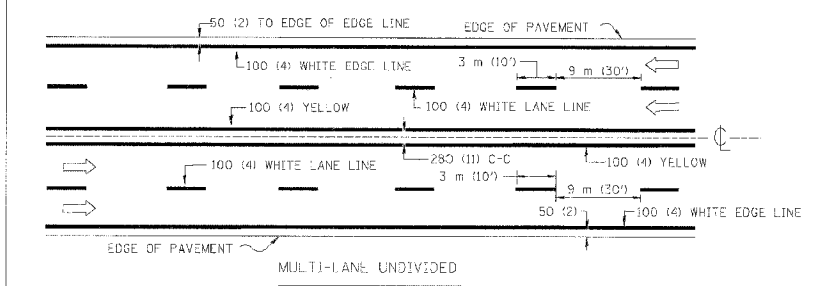 50 (2) TO EDGE OF EDGE LINE
EDGE OF PAVEMENT
100 (4) WHITE EDGE LINE
3 m (10')
9 m (30')
100 (4) YELLOW
100 (4) WHITE LANE LINE
℄
100 (4) WHITE LANE LINE
280 (11) C-C
100 (4) YELLOW
3 m (10')
9 m (30')
50 (2)
100 (4) WHITE EDGE LINE
EDGE OF PAVEMENT
MULTI-LANE UNDIVIDED